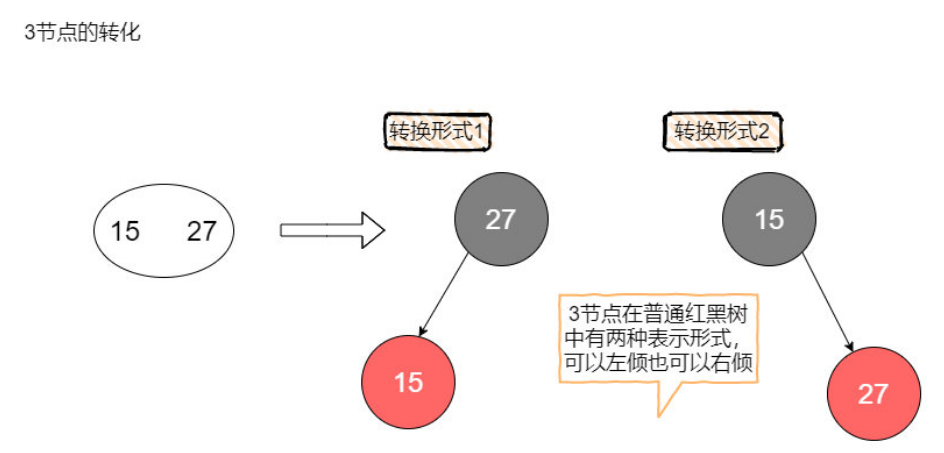 3节点的转化
转换形式1
转换形式2
15 27
27
15
15
27
3节点在普通红黑树
中有两种表示形式，
可以左倾也可以右倾